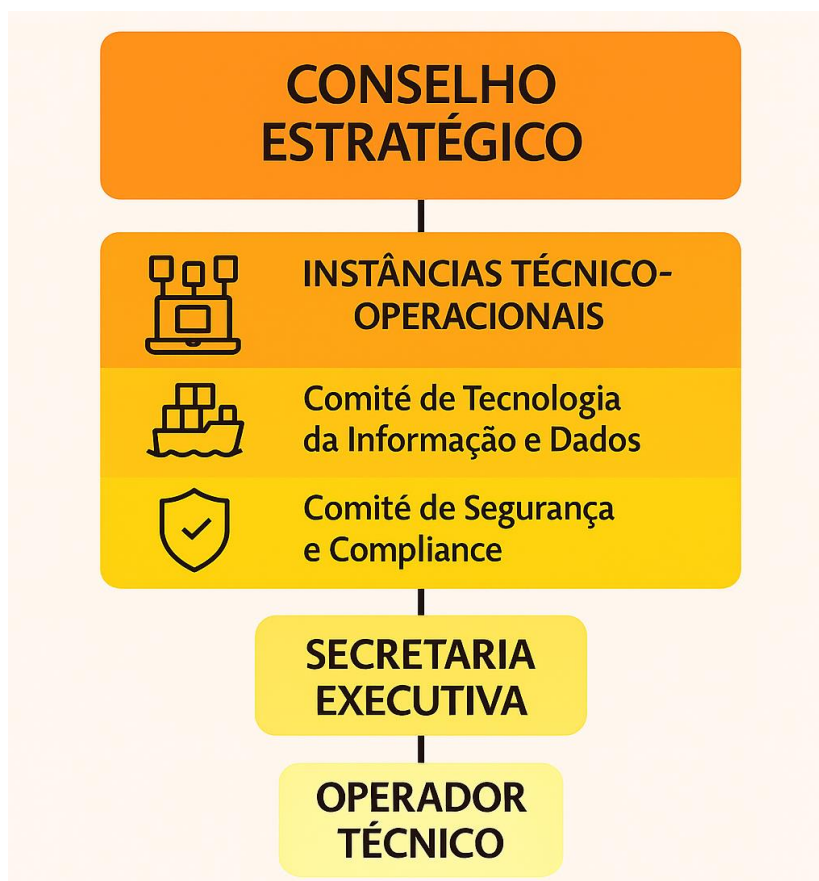 CONSELHO
ESTRATÉGICO
INSTÂNCIAS TÉCNICO-
OPERACIONAIS
Comité de Tecnologia
da Informação e Dados
Comité de Segurança
e Compliance
SECRETARIA
EXECUTIVA
OPERADOR
TÉCNICO